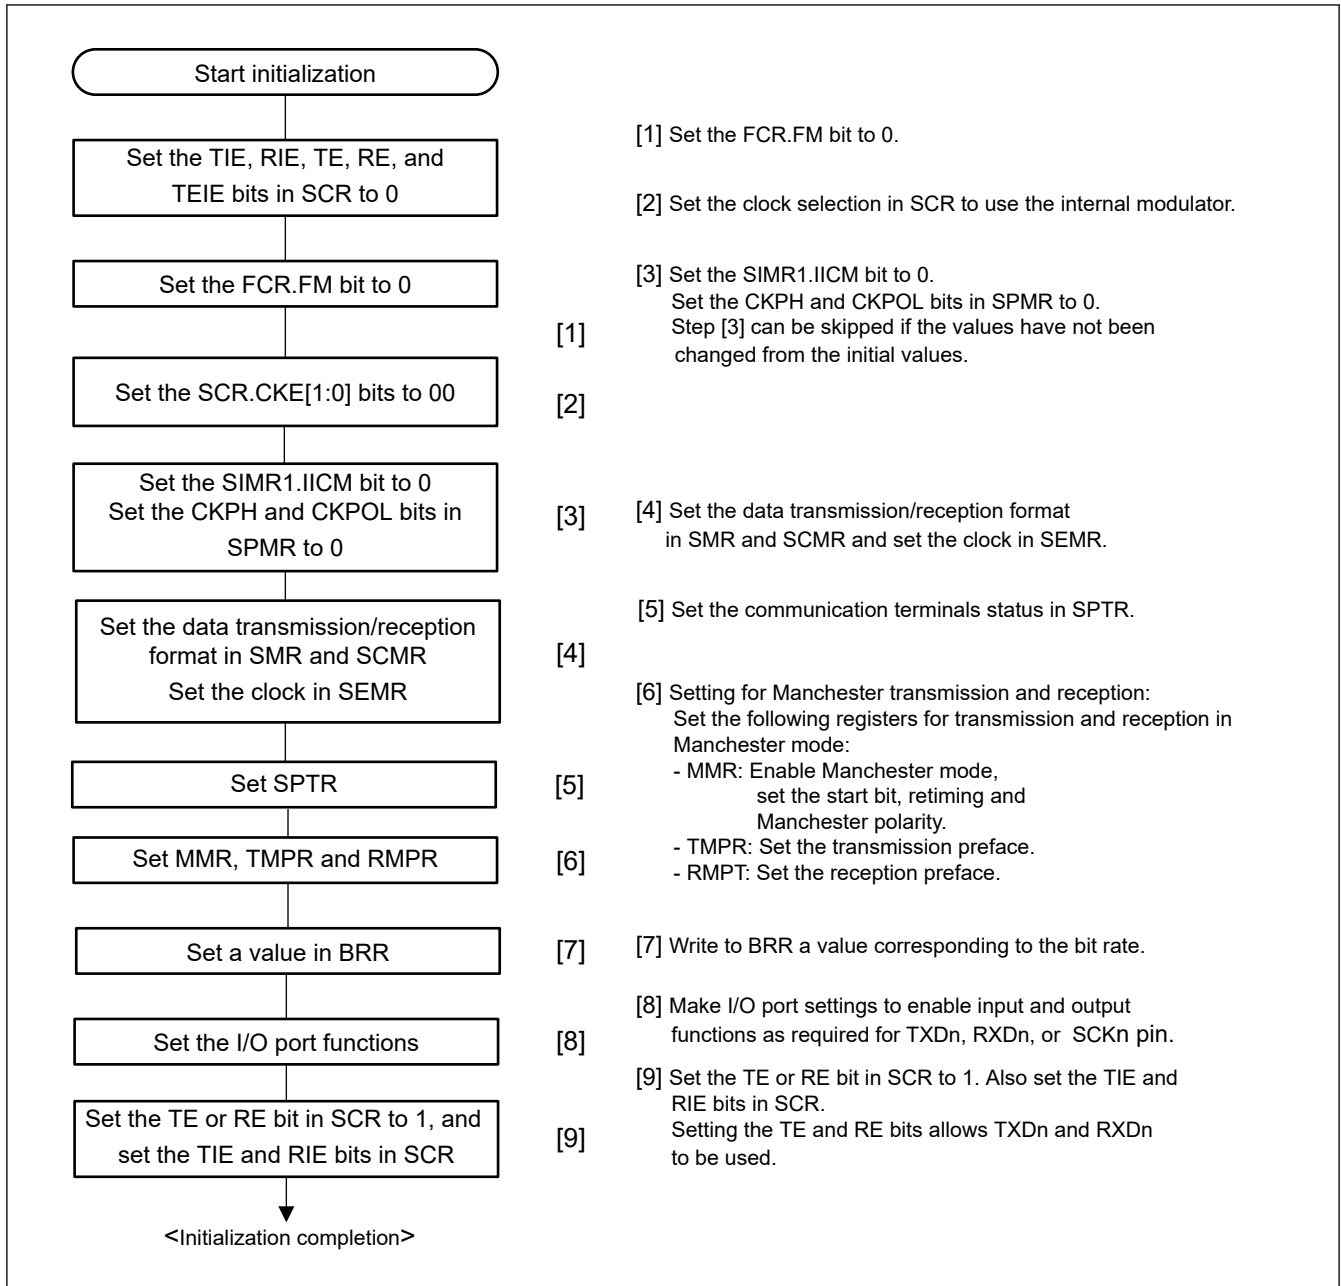 Start initialization
Set the TIE, RIE, TE, RE, and
TEIE bits in SCR to 0
Set the FCR.FM bit to 0
[1]
Set the SCR.CKE[1:0] bits to 00
[2]
Set the SIMR1.IICM bit to 0
Set the CKPH and CKPOL bits in
SPMR to 0
[3]
Set the data transmission/reception
format in SMR and SCMR
Set the clock in SEMR
[4]
Set SPTR
[5]
Set MMR, TMPR and RMPR
[6]
Set a value in BRR
[7]
Set the I/O port functions
[8]
Set the TE or RE bit in SCR to 1, and
set the TIE and RIE bits in SCR
[9]
<Initialization completion>
[1] Set the FCR.FM bit to 0.
[2] Set the clock selection in SCR to use the internal modulator.
[3] Set the SIMR1.IICM bit to 0.
Set the CKPH and CKPOL bits in SPMR to 0.
Step [3] can be skipped if the values have not been
changed from the initial values.
[4] Set the data transmission/reception format
in SMR and SCMR and set the clock in SEMR.
[5] Set the communication terminals status in SPTR.
[6] Setting for Manchester transmission and reception:
Set the following registers for transmission and reception in
Manchester mode:
- MMR: Enable Manchester mode,
set the start bit, retiming and
Manchester polarity.
- TMPR: Set the transmission preface.
- RMPT: Set the reception preface.
[7] Write to BRR a value corresponding to the bit rate.
[8] Make I/O port settings to enable input and output
functions as required for TXDn, RXDn, or SCKn pin.
[9] Set the TE or RE bit in SCR to 1. Also set the TIE and
RIE bits in SCR.
Setting the TE and RE bits allows TXDn and RXDn
to be used.